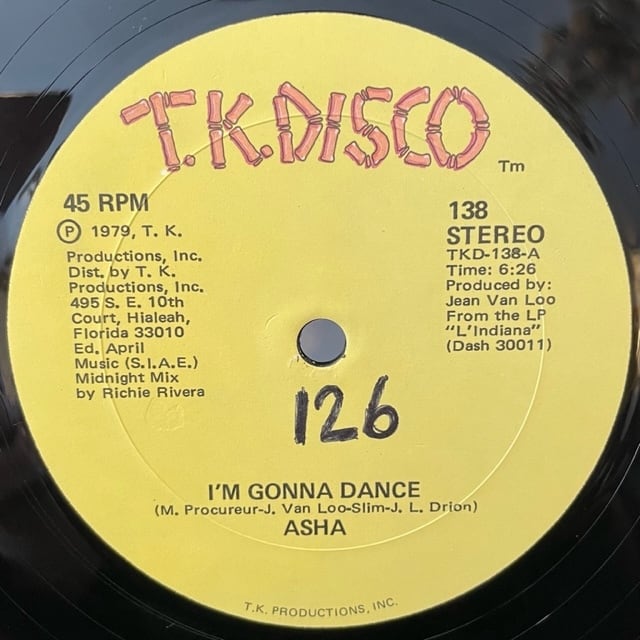 T.K.DISCO
Tm
45 RPM
Ⓟ 1979, T. K.
Productions, Inc.
Dist. by T. K.
Productions, Inc.
495 S. E. 10th
Court, Hialeah,
Florida 33010
Ed. April
Music (S.I.A.E.)
Midnight Mix
by Richie Rivera
138
STEREO
TKD-138-A
Time: 6:26
Produced by:
Jean Van Loo
From the LP
"L'Indiana"
(Dash 30011)
126
I'M GONNA DANCE
(M. Procureur-J. Van Loo-Slim-J. L. Drion)
ASHA
T.K. PRODUCTIONS, INC.